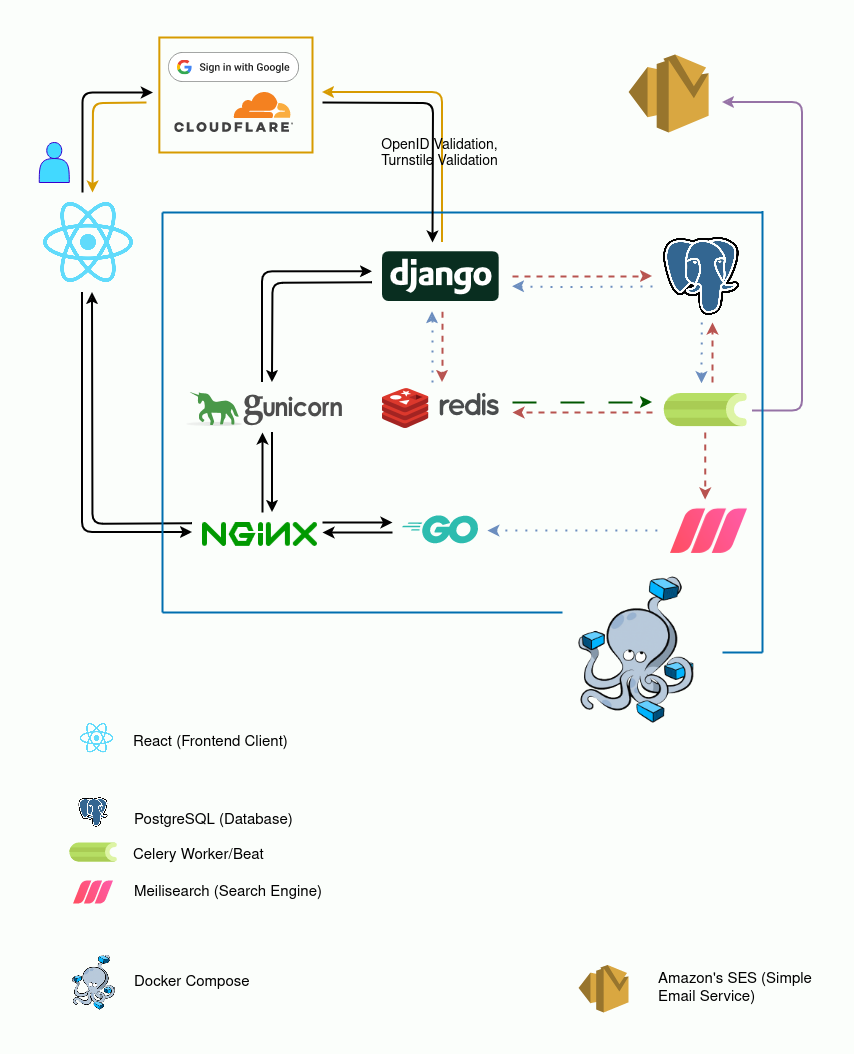 Sign in with Google
CLOUDFLARE
OpenID Validation,
Turnstile Validation
django
gunicorn
redis
NGiNX
GO
React (Frontend Client)
PostgreSQL (Database)
Celery Worker/Beat
Meilisearch (Search Engine)
Docker Compose
Amazon's SES (Simple
Email Service)